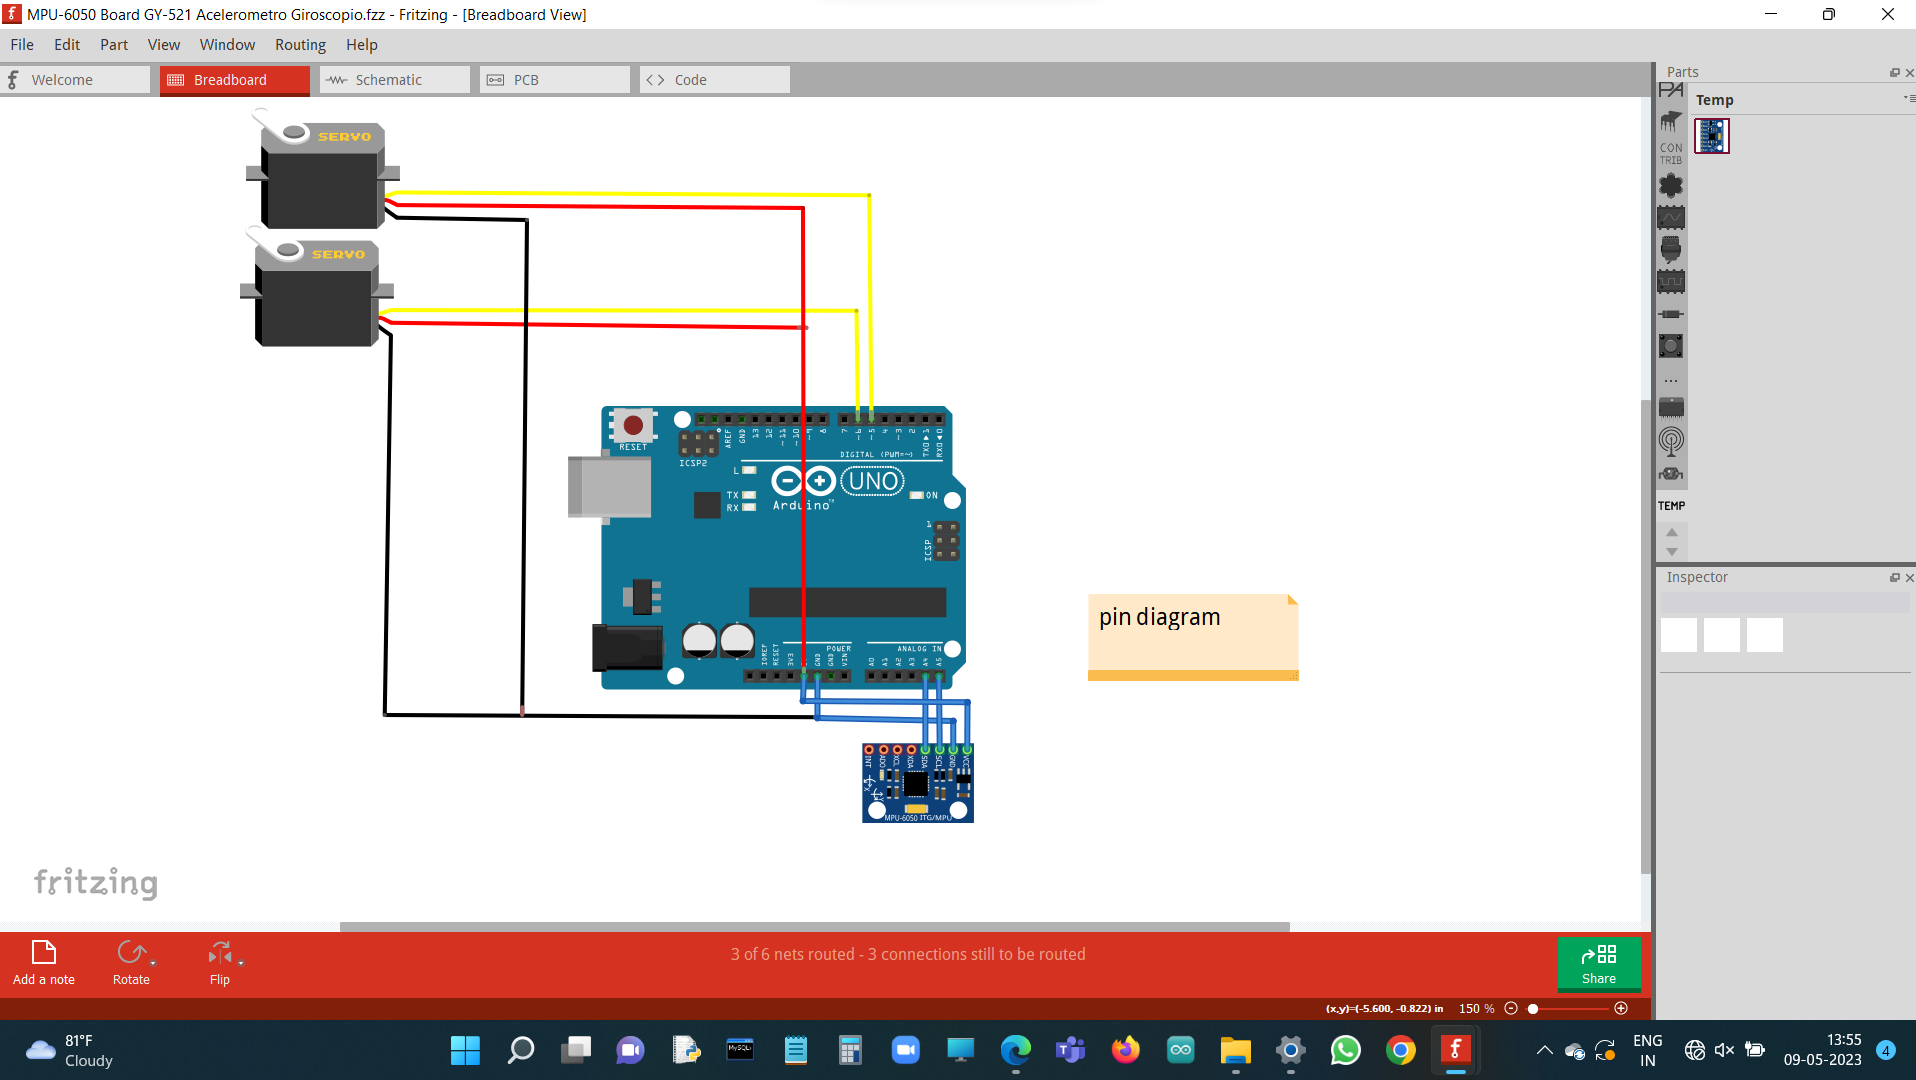 MPU-6050 Board GY-521 Acelerometro Giroscopio.fzz - Fritzing - [Breadboard View]
File Edit Part View Window Routing Help
Welcome Breadboard Schematic PCB Code
Parts
Temp
CON
TRIB
SERVO
SERVO
RESET
ICSP2
AREF GND 13 12 ~11 ~10 ~9 8 7 ~6 ~5 4 ~3 2 TXD 1 RXD 0
DIGITAL (PWM=~)
L
TX
RX
Arduino™
UNO
ON
1
ICSP
TEMP
Inspector
pin diagram
POWER
ANALOG IN
IOREF RESET 3V3 GND GND VIN A0 A1 A2 A3 A4 A5
INT AD0 XCL XDA SDA SCL GND VCC
X
MPU-6050 ITG/MPU
fritzing
3 of 6 nets routed - 3 connections still to be routed
Add a note
Rotate
Flip
Share
(x,y)=(-5.600, -0.822) in 150 %
81°F
Cloudy
MySQL
ENG
IN
13:55
09-05-2023
4